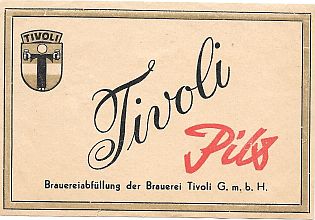 TIVOLI
Tivoli
Pils
Brauereiabfüllung der Brauerei Tivoli G. m. b. H.